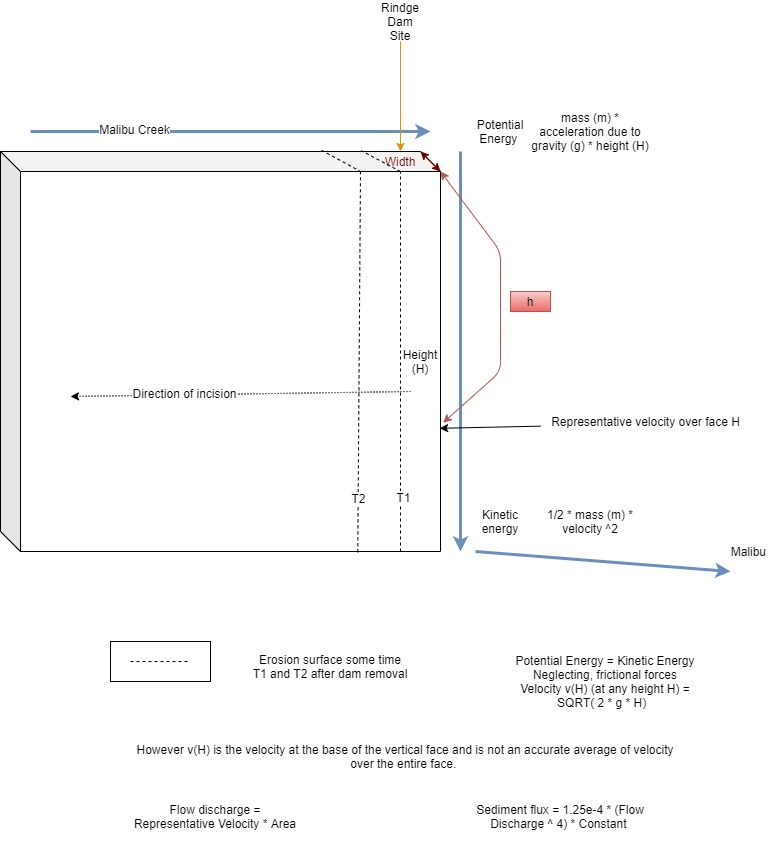 Rindge
Dam
Site
Malibu Creek
Potential
Energy
mass (m) *
acceleration due to
gravity (g) * height (H)
Width
h
Height
(H)
Direction of incision
Representative velocity over face H
T2
T1
Kinetic
energy
1/2 * mass (m) *
velocity ^2
Malibu
Erosion surface some time
T1 and T2 after dam removal
Potential Energy = Kinetic Energy
Neglecting, frictional forces
Velocity v(H) (at any height H) =
SQRT( 2 * g * H)
However v(H) is the velocity at the base of the vertical face and is not an accurate average of velocity
over the entire face.
Flow discharge =
Representative Velocity * Area
Sediment flux = 1.25e-4 * (Flow
Discharge ^ 4) * Constant